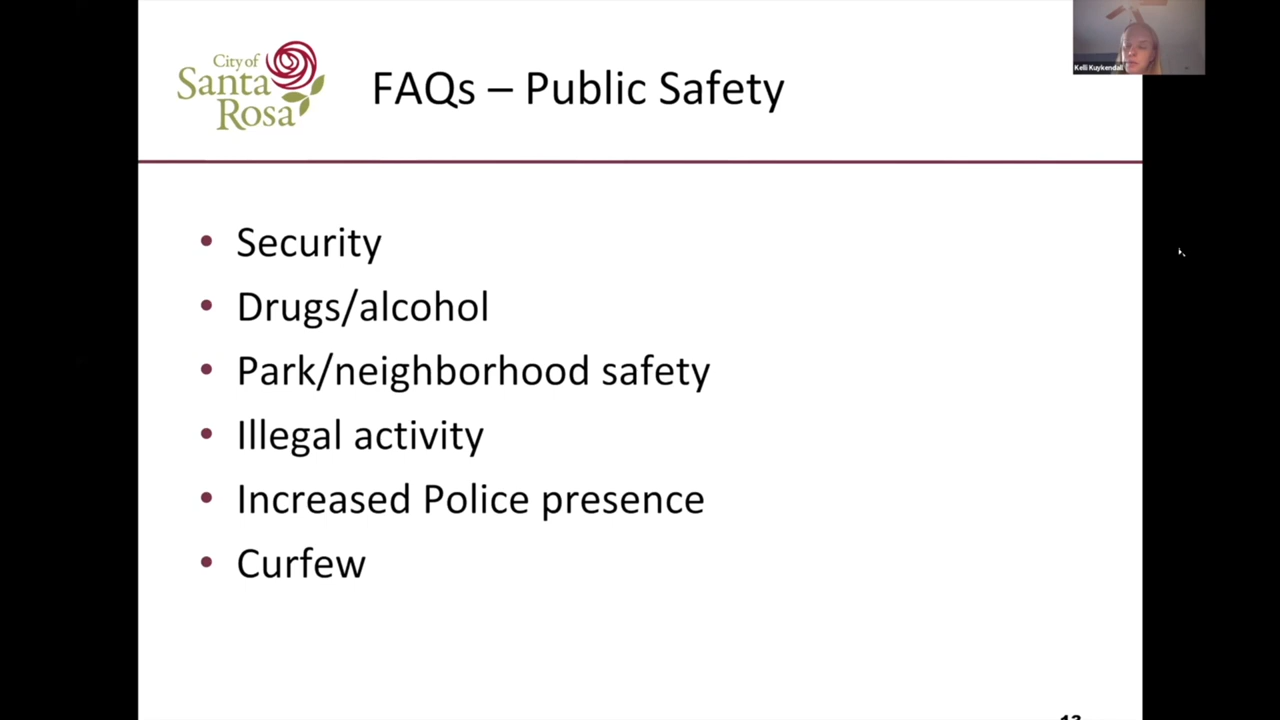 City of
Santa
Rosa
FAQs – Public Safety
Kelli Kuykendall
• Security
• Drugs/alcohol
• Park/neighborhood safety
• Illegal activity
• Increased Police presence
• Curfew